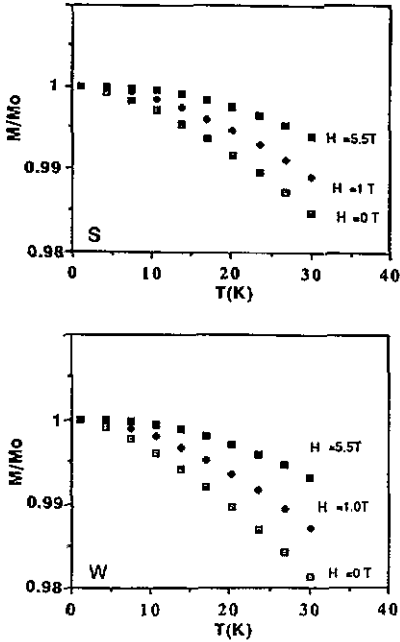 M/Mo
1
0.99
0.98
H =5.5T
H =1 T
H =0 T
S
0 10 20 30 40
T(K)
M/Mo
1
0.99
0.98
H =5.5T
H =1.0T
H =0 T
W
0 10 20 30 40
T(K)